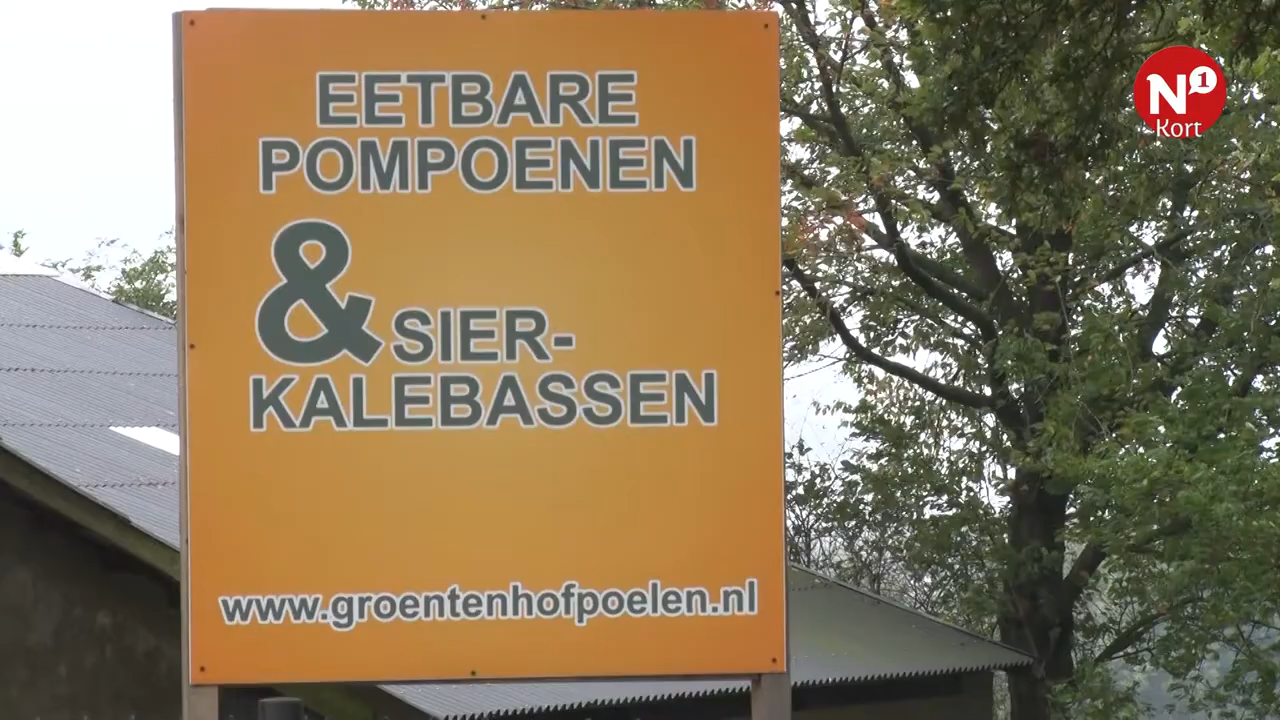 EETBARE
POMPOENEN
& SIER-
KALEBASSEN
www.groentenhofpoelen.nl
N1
Kort